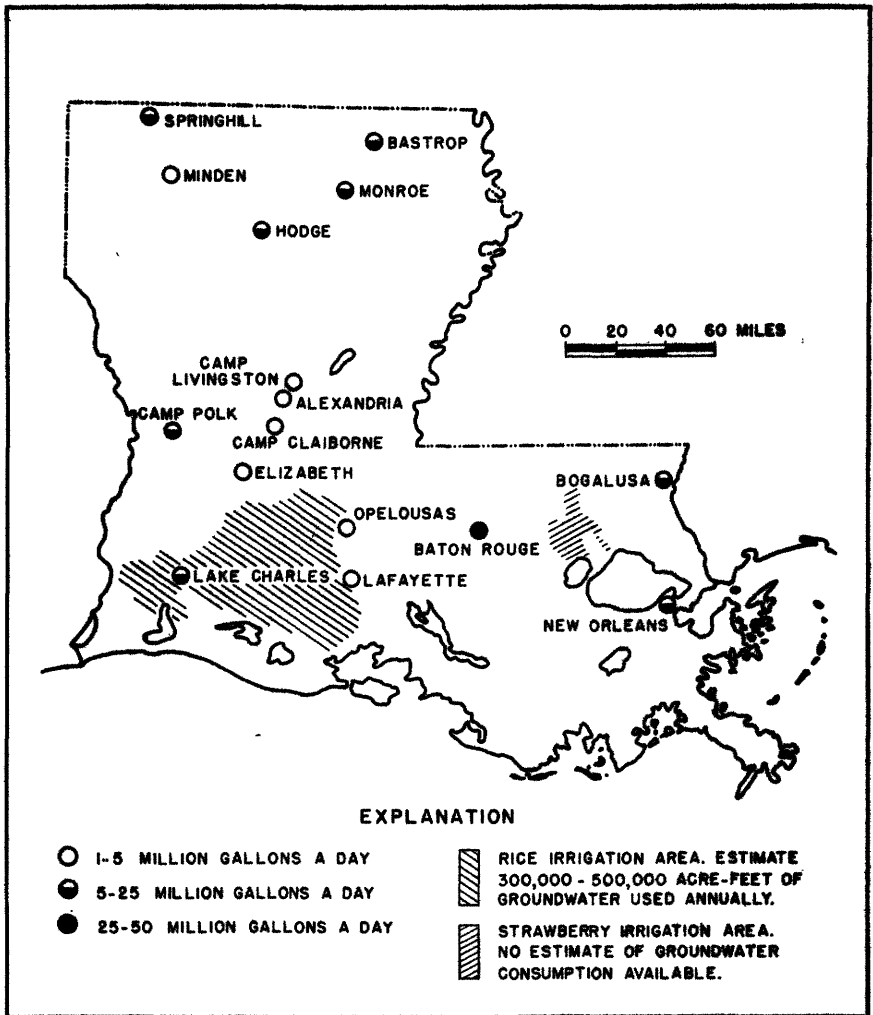 SPRINGHILL
BASTROP
MINDEN
MONROE
HODGE
0 20 40 60 MILES
CAMP
LIVINGSTON
ALEXANDRIA
CAMP POLK
CAMP CLAIBORNE
ELIZABETH
BOGALUSA
OPELOUSAS
BATON ROUGE
LAKE CHARLES
LAFAYETTE
NEW ORLEANS
EXPLANATION
1-5 MILLION GALLONS A DAY
5-25 MILLION GALLONS A DAY
25-50 MILLION GALLONS A DAY
RICE IRRIGATION AREA. ESTIMATE
300,000 - 500,000 ACRE-FEET OF
GROUNDWATER USED ANNUALLY.
STRAWBERRY IRRIGATION AREA.
NO ESTIMATE OF GROUNDWATER
CONSUMPTION AVAILABLE.